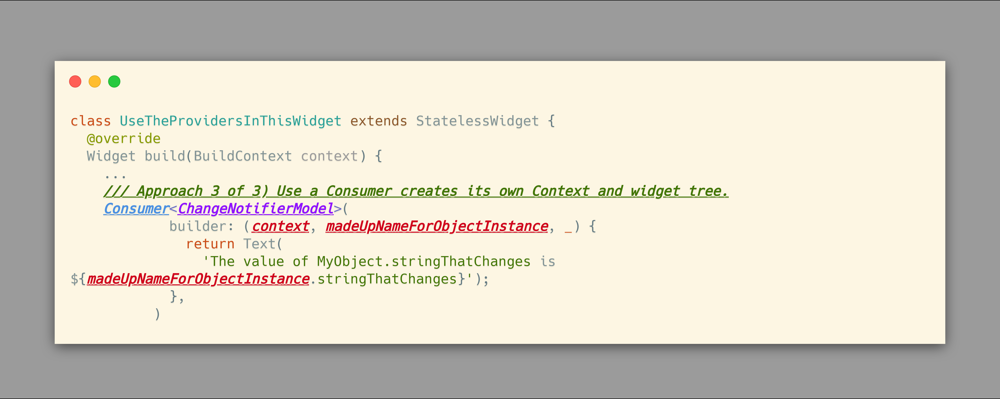 class UseTheProvidersInThisWidget extends StatelessWidget {
  @override
  Widget build(BuildContext context) {
    ...
    /// Approach 3 of 3) Use a Consumer creates its own Context and widget tree.
    Consumer<ChangeNotifierModel>(
            builder: (context, madeUpNameForObjectInstance, _) {
              return Text(
                'The value of MyObject.stringThatChanges is
${madeUpNameForObjectInstance.stringThatChanges}');
            },
          )